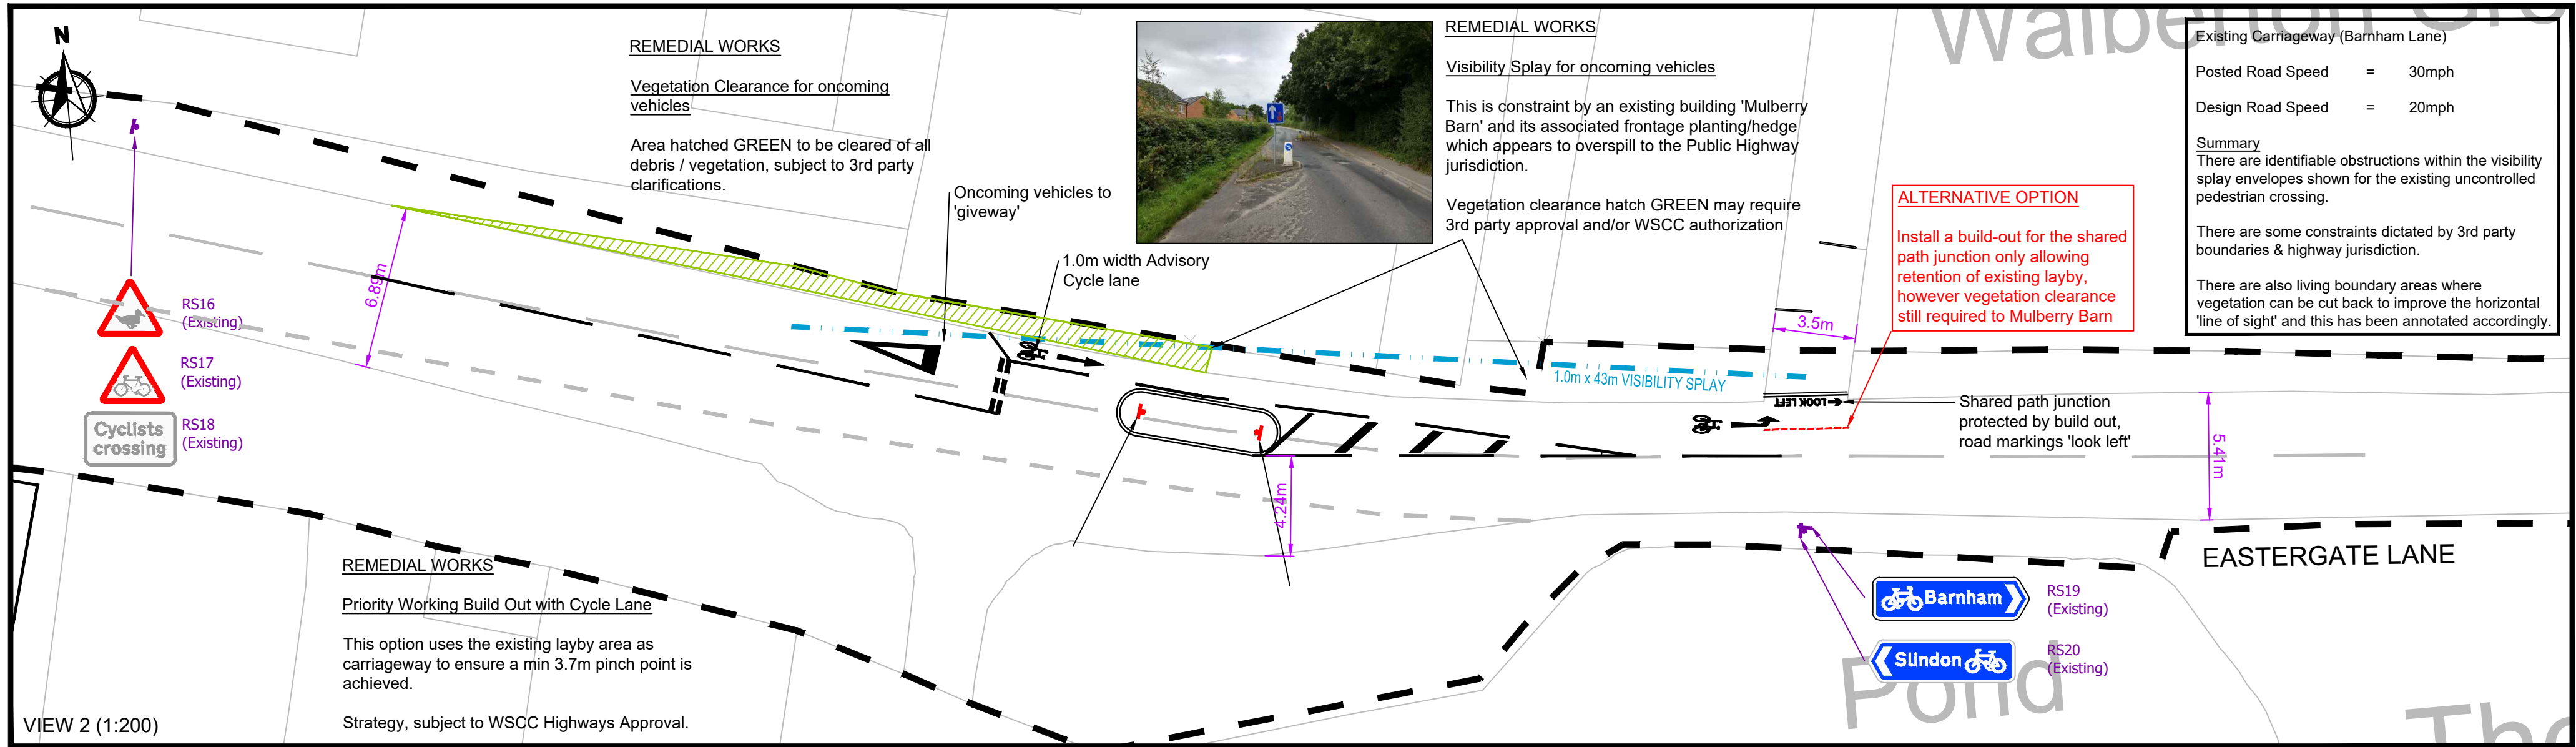 N
REMEDIAL WORKS
Vegetation Clearance for oncoming
vehicles
Area hatched GREEN to be cleared of all
debris / vegetation, subject to 3rd party
clarifications.
Oncoming vehicles to
'giveway'
1.0m width Advisory
Cycle lane
REMEDIAL WORKS
Visibility Splay for oncoming vehicles
This is constraint by an existing building 'Mulberry
Barn' and its associated frontage planting/hedge
which appears to overspill to the Public Highway
jurisdiction.
Vegetation clearance hatch GREEN may require
3rd party approval and/or WSCC authorization
ALTERNATIVE OPTION
Install a build-out for the shared
path junction only allowing
retention of existing layby,
however vegetation clearance
still required to Mulberry Barn
Existing Carriageway (Barnham Lane)
Posted Road Speed = 30mph
Design Road Speed = 20mph
Summary
There are identifiable obstructions within the visibility
splay envelopes shown for the existing uncontrolled
pedestrian crossing.
There are some constraints dictated by 3rd party
boundaries & highway jurisdiction.
There are also living boundary areas where
vegetation can be cut back to improve the horizontal
'line of sight' and this has been annotated accordingly.
6.89m
RS16
(Existing)
RS17
(Existing)
Cyclists
crossing
RS18
(Existing)
3.5m
1.0m x 43m VISIBILITY SPLAY
LOOK LEFT
Shared path junction
protected by build out,
road markings 'look left'
5.41m
4.24m
EASTERGATE LANE
Barnham
RS19
(Existing)
Slindon
RS20
(Existing)
Pond
REMEDIAL WORKS
Priority Working Build Out with Cycle Lane
This option uses the existing layby area as
carriageway to ensure a min 3.7m pinch point is
achieved.
Strategy, subject to WSCC Highways Approval.
VIEW 2 (1:200)